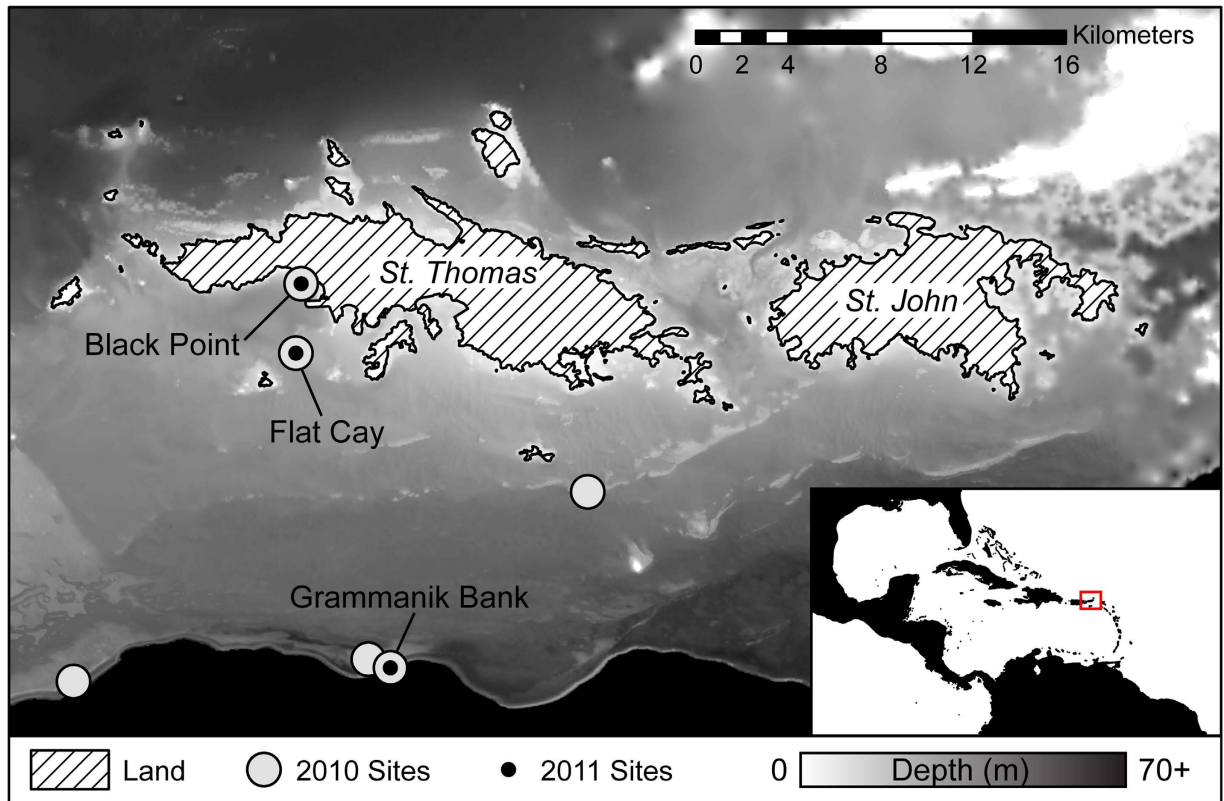 Kilometers
0 2 4 8 12 16
St. Thomas
St. John
Black Point
Flat Cay
Grammanik Bank
Land 2010 Sites 2011 Sites 0 Depth (m) 70+